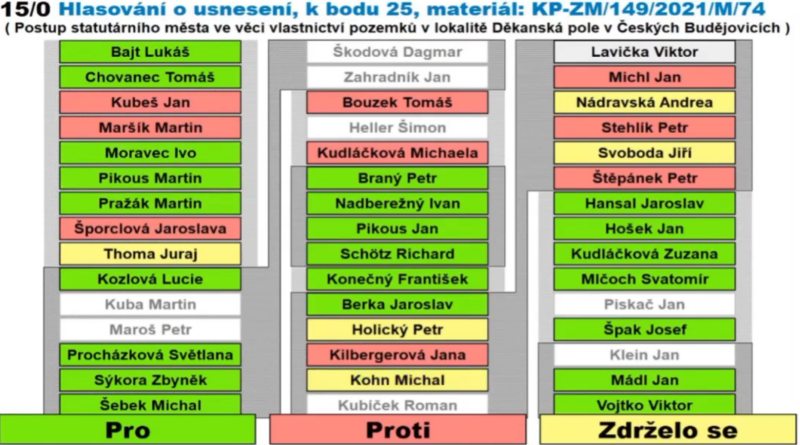 15/0 Hlasování o usnesení, k bodu 25, materiál: KP-ZM/149/2021/M/74
( Postup statutárního města ve věci vlastnictví pozemků v lokalitě Děkanská pole v Českých Budějovicích )
Bajt Lukáš
Chovanec Tomáš
Kubeš Jan
Maršík Martin
Moravec Ivo
Pikous Martin
Pražák Martin
Šporclová Jaroslava
Thoma Juraj
Kozlová Lucie
Kuba Martin
Maroš Petr
Procházková Světlana
Sýkora Zbyněk
Šebek Michal
Škodová Dagmar
Zahradník Jan
Bouzek Tomáš
Heller Šimon
Kudláčková Michaela
Braný Petr
Nadberežný Ivan
Pikous Jan
Schötz Richard
Konečný František
Berka Jaroslav
Holický Petr
Kilbergerová Jana
Kohn Michal
Kubíček Roman
Lavička Viktor
Michl Jan
Nádravská Andrea
Stehlík Petr
Svoboda Jiří
Štěpánek Petr
Hansal Jaroslav
Hošek Jan
Kudláčková Zuzana
Mlčoch Svatomír
Piskač Jan
Špak Josef
Klein Jan
Mádl Jan
Vojtko Viktor
Pro
Proti
Zdrželo se